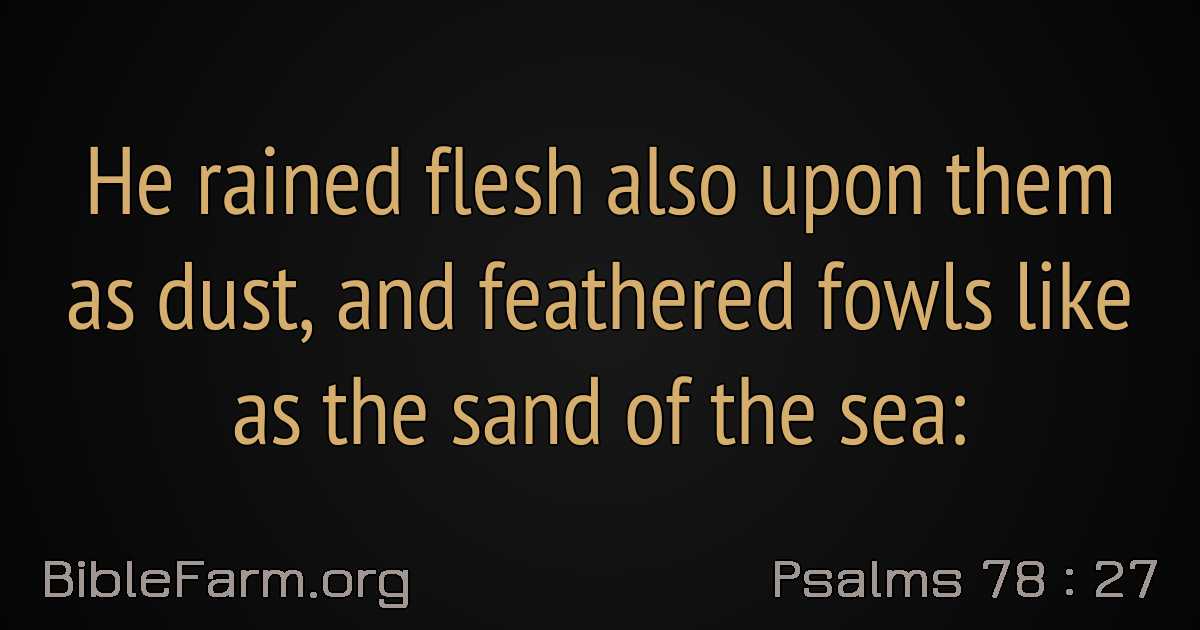 He rained flesh also upon them
as dust, and feathered fowls like
as the sand of the sea:
BibleFarm.org
Psalms 78 : 27